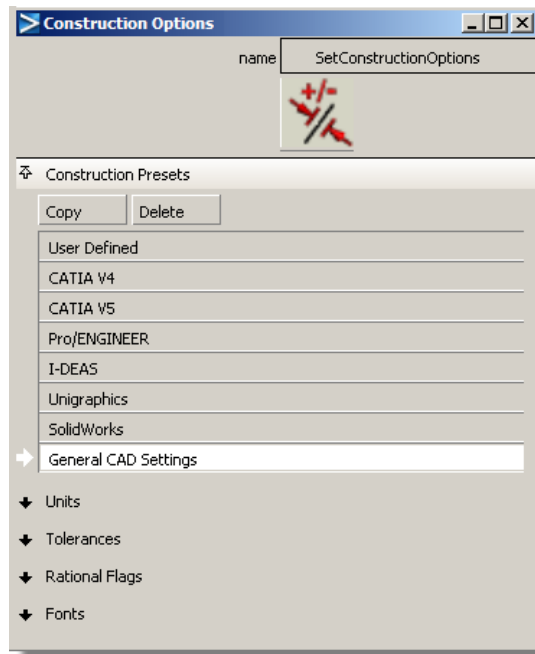 Construction Options
name SetConstructionOptions
+/-
Construction Presets
Copy Delete
User Defined
CATIA V4
CATIA V5
Pro/ENGINEER
I-DEAS
Unigraphics
SolidWorks
General CAD Settings
Units
Tolerances
Rational Flags
Fonts